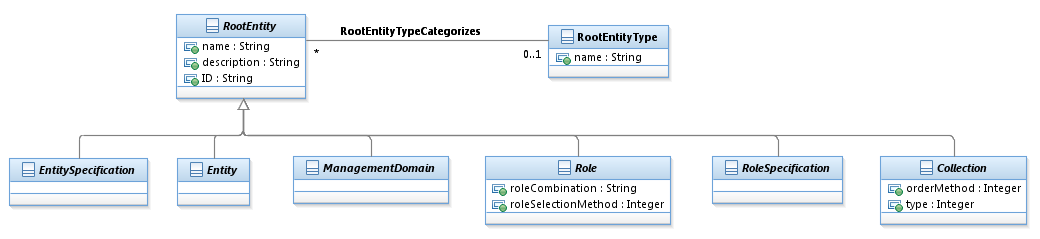 RootEntity
name : String
description : String
ID : String
RootEntityTypeCategorizes
*
0..1
RootEntityType
name : String
EntitySpecification
Entity
ManagementDomain
Role
roleCombination : String
roleSelectionMethod : Integer
RoleSpecification
Collection
orderMethod : Integer
type : Integer